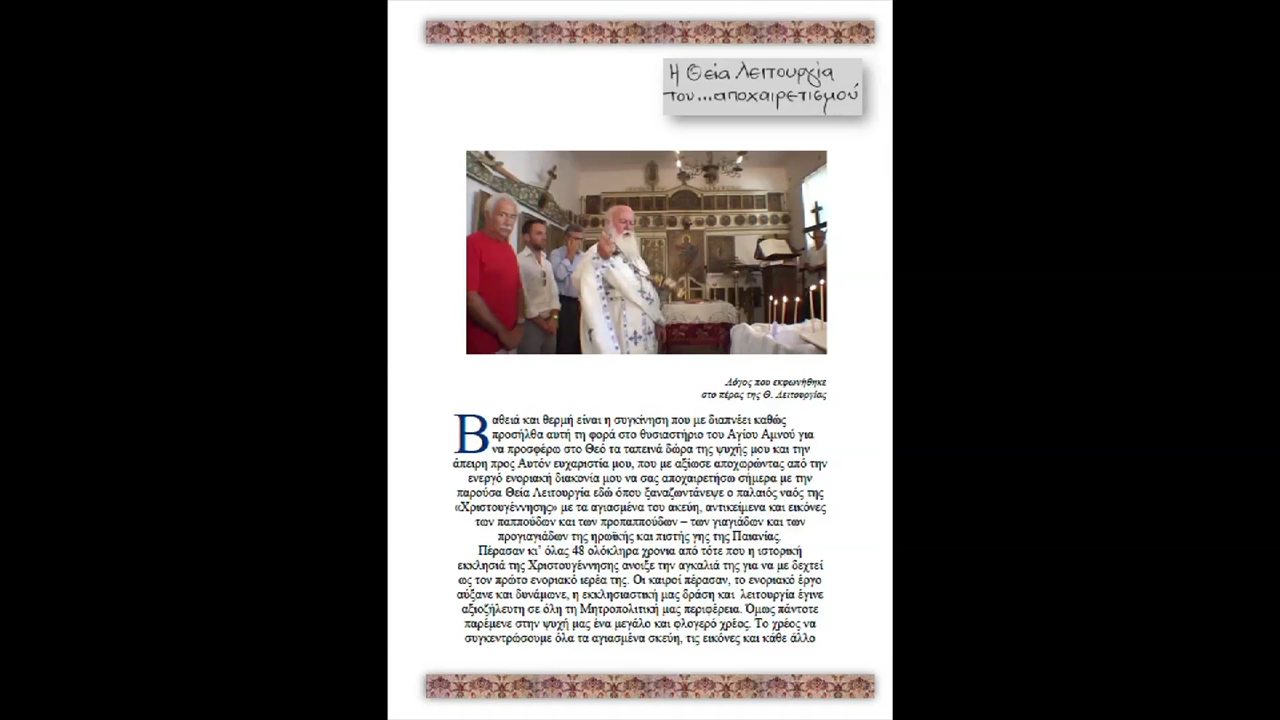 Η Θεία Λειτουργία
του...αποχαιρετισμού
Λόγος που εκφωνήθηκε
στο πέρας της Θ. Λειτουργίας
Βαθειά και θερμή είναι η συγκίνηση που με διαπνέει καθώς
προσήλθα αυτή τη φορά στο θυσιαστήριο του Αγίου Αμνού για
να προσφέρω στο Θεό τα ταπεινά δώρα της ψυχής μου και την
άπειρη προς Αυτόν ευχαριστία μου, που με αξίωσε αποχωρώντας από την
ενεργό ενοριακή διακονία μου να σας αποχαιρετήσω σήμερα με την
παρούσα Θεία Λειτουργία εδώ όπου ξαναζωντάνεψε ο παλαιός ναός της
«Χριστουγέννησης» με τα αγιασμένα του σκεύη, αντικείμενα και εικόνες
των παππούδων και των προπαππούδων – των γιαγιάδων και των
προγιαγιάδων της ηρωϊκής και πιστής γης της Παιανίας.
Πέρασαν κι’ όλας 48 ολόκληρα χρονια από τότε που η ιστορική
εκκλησιά της Χριστουγέννησης ανοιξε την αγκαλιά της για να με δεχτεί
ως τον πρώτο ενοριακό ιερέα της. Οι καιροί πέρασαν, το ενοριακό έργο
αύξανε και δυνάμωνε, η εκκλησιαστική μας δράση και λειτουργία έγινε
αξιοζήλευτη σε όλη τη Μητροπολιτική μας περιφέρεια. Όμως πάντοτε
παρέμενε στην ψυχή μας ένα μεγάλο και φλογερό χρέος. Το χρέος να
συγκεντρώσουμε όλα τα αγιασμένα σκεύη, τις εικόνες και κάθε άλλο